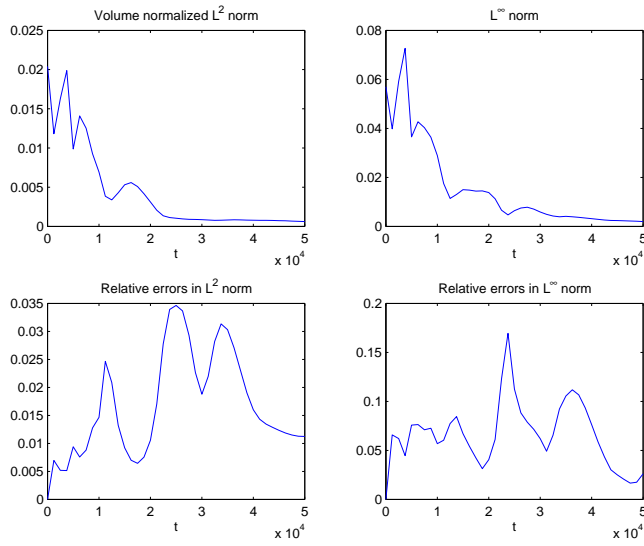 Volume normalized L² norm
0.025
0.02
0.015
0.01
0.005
0
0 1 2 3 4 5
t
x 10⁴
L∞ norm
0.08
0.06
0.04
0.02
0
0 1 2 3 4 5
t
x 10⁴
Relative errors in L² norm
0.035
0.03
0.025
0.02
0.015
0.01
0.005
0
0 1 2 3 4 5
t
x 10⁴
Relative errors in L∞ norm
0.2
0.15
0.1
0.05
0
0 1 2 3 4 5
t
x 10⁴